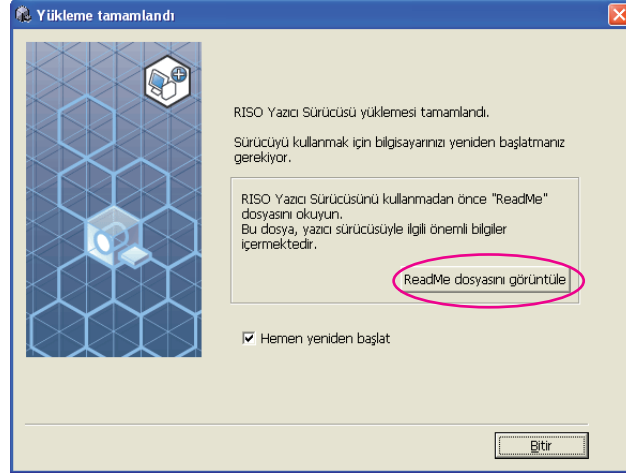 Yükleme tamamlandı
RISO Yazıcı Sürücüsü yüklemesi tamamlandı.
Sürücüyü kullanmak için bilgisayarınızı yeniden başlatmanız
gerekiyor.
RISO Yazıcı Sürücüsünü kullanmadan önce "ReadMe"
dosyasını okuyun.
Bu dosya, yazıcı sürücüsüyle ilgili önemli bilgiler
içermektedir.
ReadMe dosyasını görüntüle
Hemen yeniden başlat
Bitir